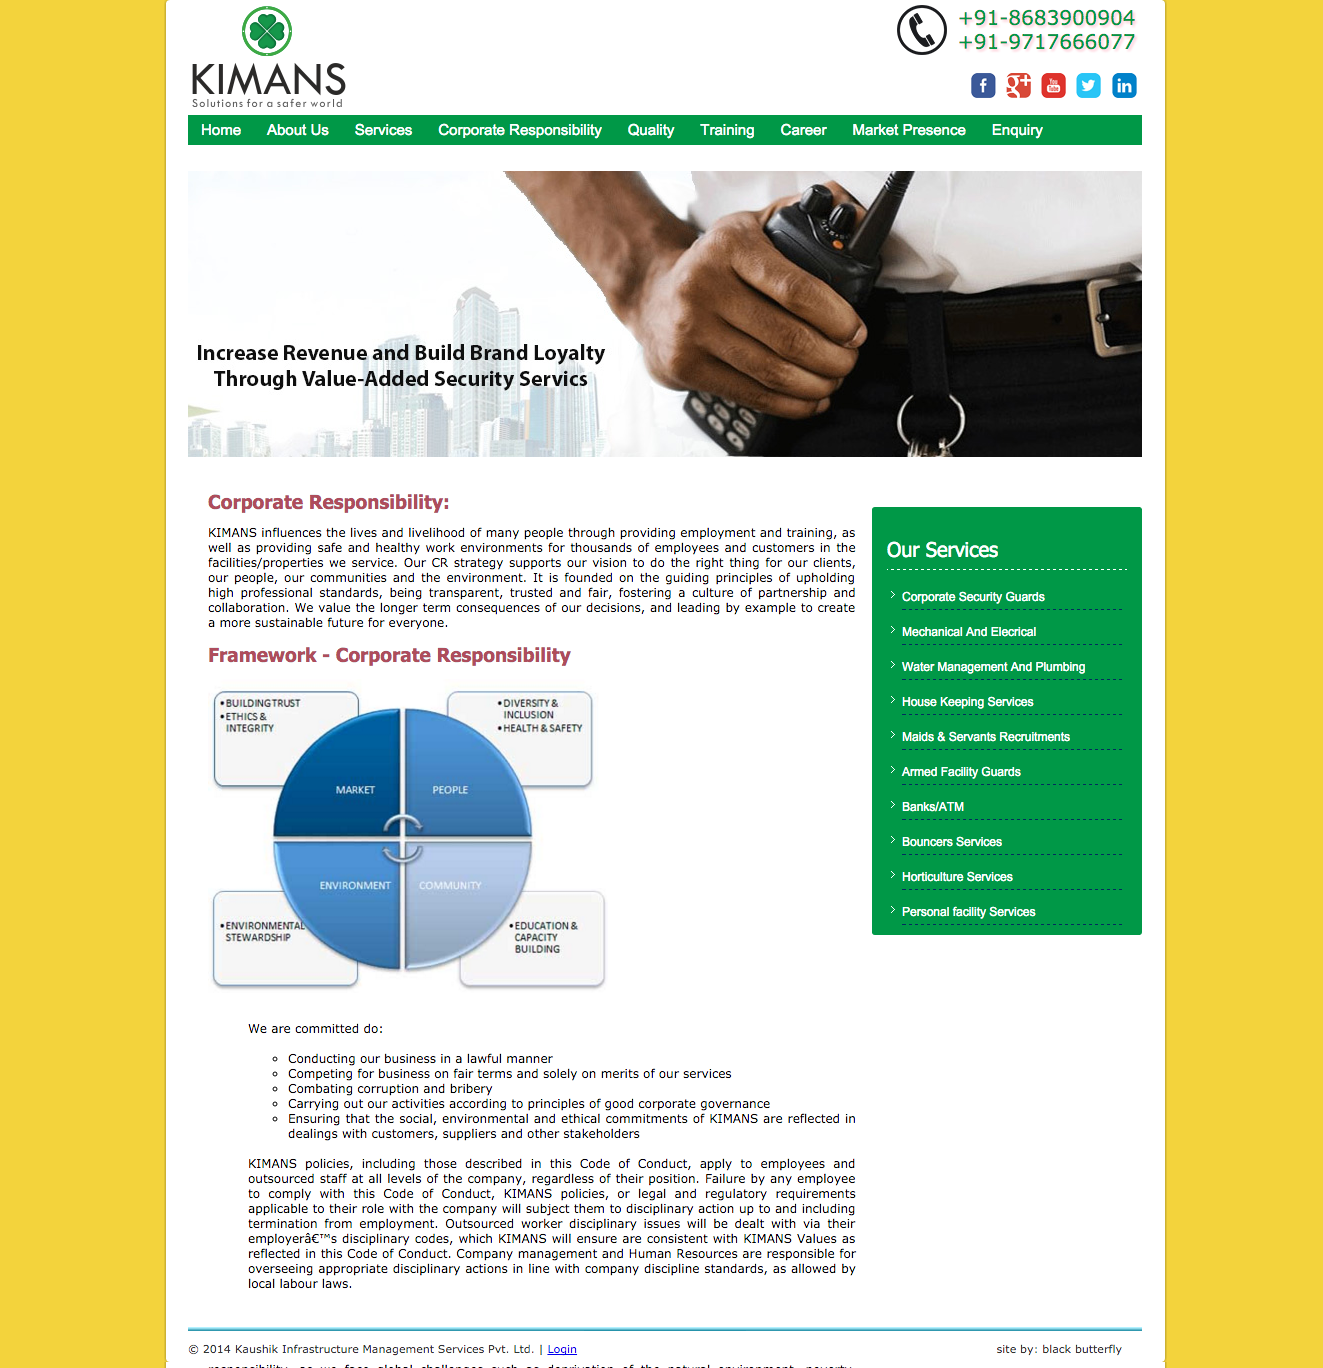 KIMANS
Solutions for a safer world
+91-8683900904
+91-9717666077
Home About Us Services Corporate Responsibility Quality Training Career Market Presence Enquiry
Increase Revenue and Build Brand Loyalty
Through Value-Added Security Servics
Corporate Responsibility:
KIMANS influences the lives and livelihood of many people through providing employment and training, as
well as providing safe and healthy work environments for thousands of employees and customers in the
facilities/properties we service. Our CR strategy supports our vision to do the right thing for our clients,
our people, our communities and the environment. It is founded on the guiding principles of upholding
high professional standards, being transparent, trusted and fair, fostering a culture of partnership and
collaboration. We value the longer term consequences of our decisions, and leading by example to create
a more sustainable future for everyone.
Framework - Corporate Responsibility
•BUILDING TRUST
•ETHICS &
INTEGRITY
•DIVERSITY &
INCLUSION
•HEALTH & SAFETY
MARKET
PEOPLE
ENVIRONMENT
COMMUNITY
•ENVIRONMENTAL
STEWARDSHIP
•EDUCATION &
CAPACITY
BUILDING
We are committed do:
Conducting our business in a lawful manner
Competing for business on fair terms and solely on merits of our services
Combating corruption and bribery
Carrying out our activities according to principles of good corporate governance
Ensuring that the social, environmental and ethical commitments of KIMANS are reflected in
dealings with customers, suppliers and other stakeholders
KIMANS policies, including those described in this Code of Conduct, apply to employees and
outsourced staff at all levels of the company, regardless of their position. Failure by any employee
to comply with this Code of Conduct, KIMANS policies, or legal and regulatory requirements
applicable to their role with the company will subject them to disciplinary action up to and including
termination from employment. Outsourced worker disciplinary issues will be dealt with via their
employerâ€™s disciplinary codes, which KIMANS will ensure are consistent with KIMANS Values as
reflected in this Code of Conduct. Company management and Human Resources are responsible for
overseeing appropriate disciplinary actions in line with company discipline standards, as allowed by
local labour laws.
Our Services
Corporate Security Guards
Mechanical And Elecrical
Water Management And Plumbing
House Keeping Services
Maids & Servants Recruitments
Armed Facility Guards
Banks/ATM
Bouncers Services
Horticulture Services
Personal facility Services
© 2014 Kaushik Infrastructure Management Services Pvt. Ltd. | Login
site by: black butterfly
responsibility, as we face global challenges such as deprivation of the natural environment, poverty,